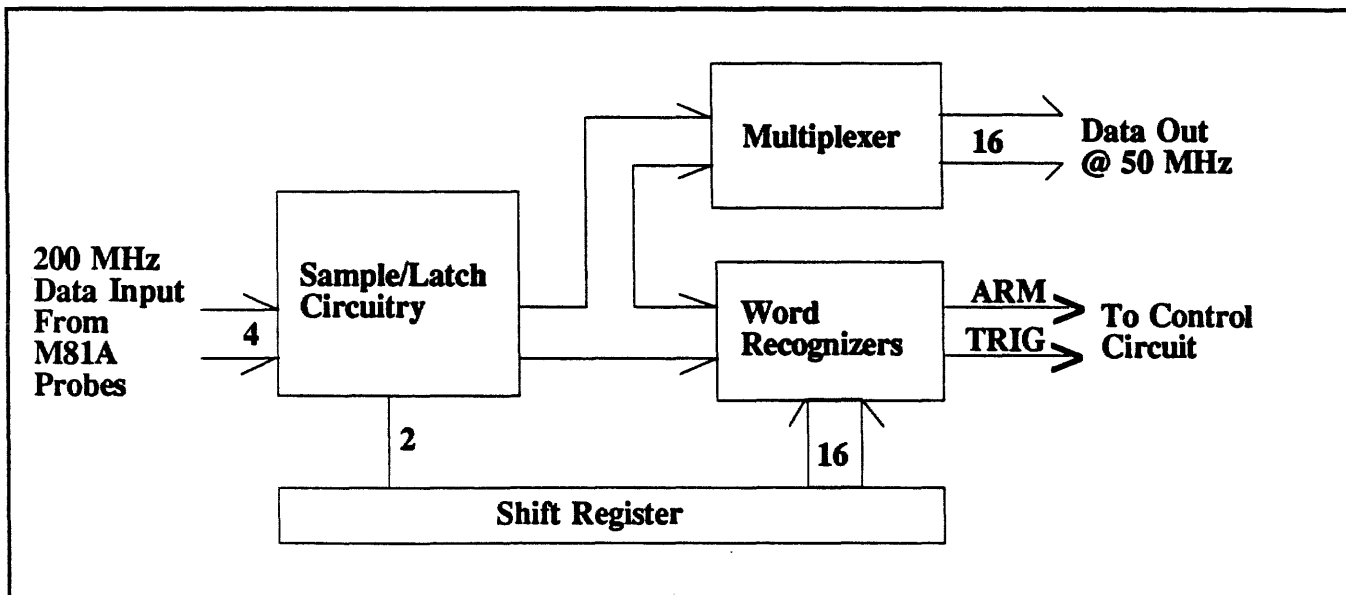 200 MHz
Data Input
From
M81A
Probes
4
Sample/Latch
Circuitry
2
Multiplexer
16
Data Out
@ 50 MHz
Word
Recognizers
ARM
TRIG
To Control
Circuit
16
Shift Register